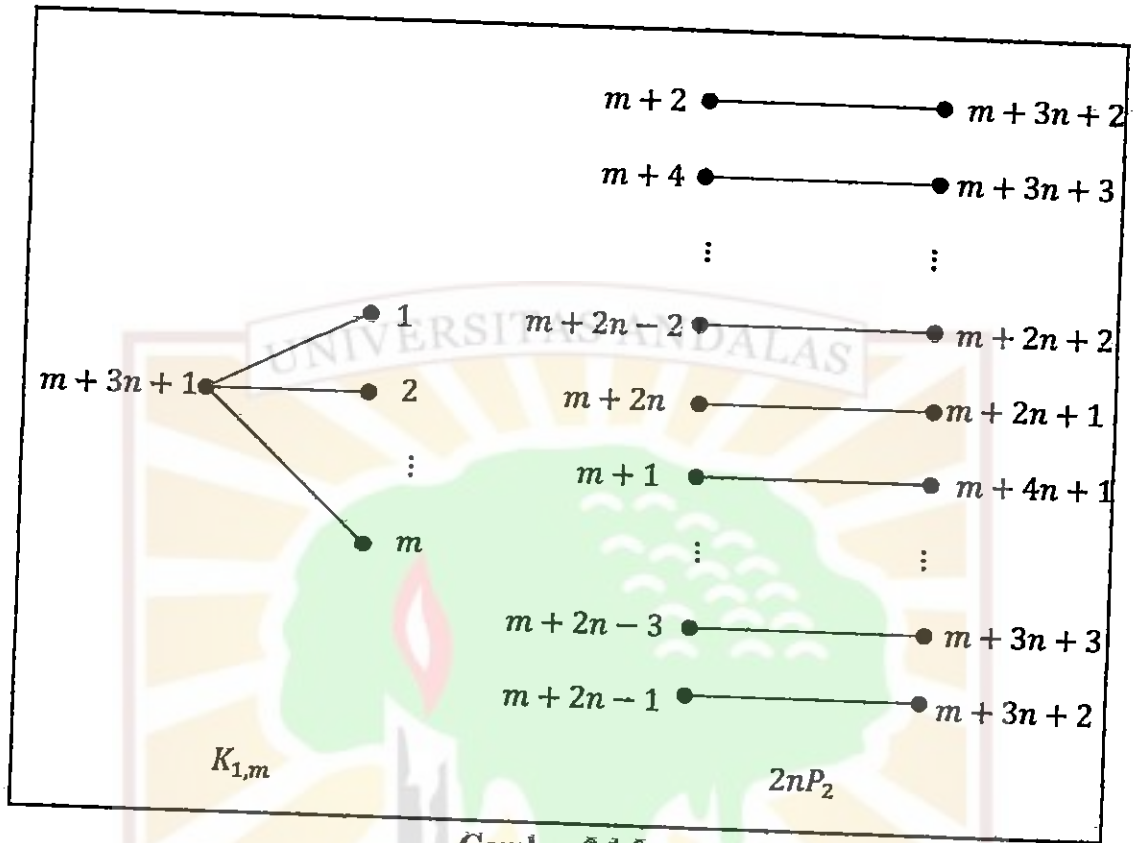 m + 2 m + 3n + 2
m + 4 m + 3n + 3
⋮ ⋮
UNIVERSITAS ANDALAS
1 m + 2n − 2 m + 2n + 2
m + 3n + 1 2 m + 2n m + 2n + 1
⋮ m + 1 m + 4n + 1
m ⋮ ⋮
m + 2n − 3 m + 3n + 3
m + 2n − 1 m + 3n + 2
K₁,ₘ 2nP₂